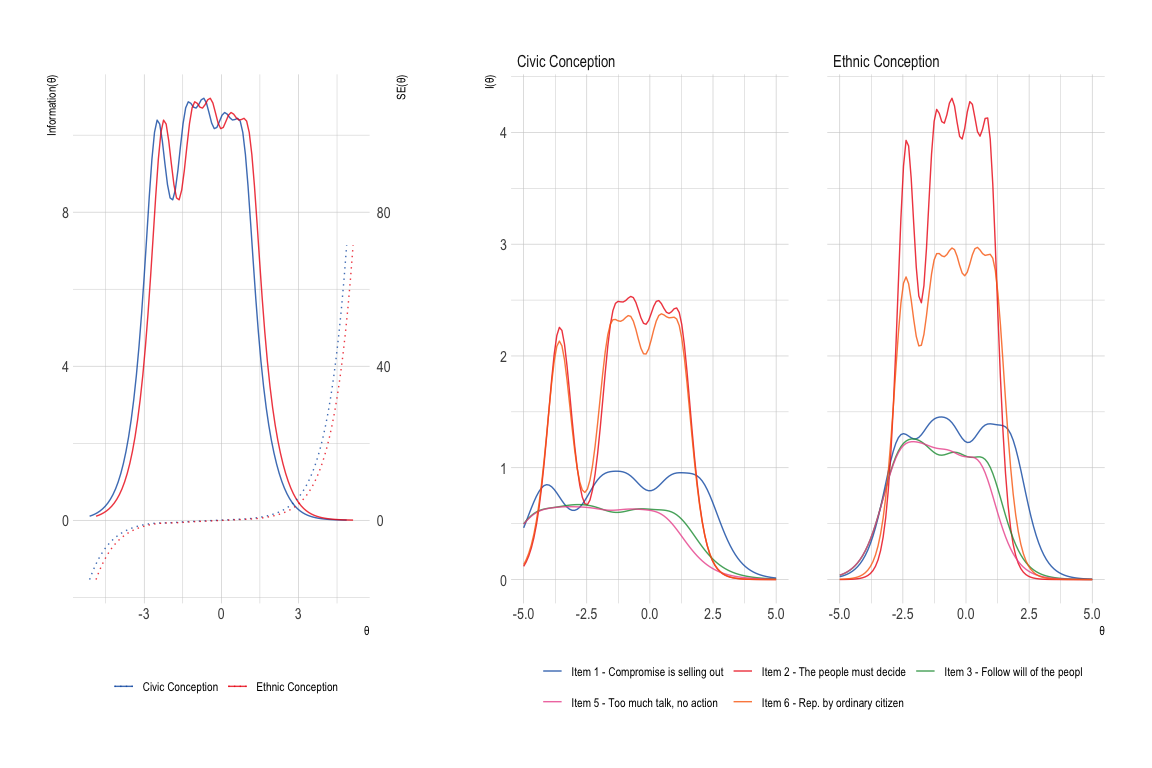 Information(θ)
SE(θ)
8
4
0
80
40
0
-3
0
3
θ
Civic Conception
Ethnic Conception
Civic Conception
Ethnic Conception
I(θ)
4
3
2
1
0
-5.0
-2.5
0.0
2.5
5.0
-5.0
-2.5
0.0
2.5
5.0
θ
Item 1 - Compromise is selling out
Item 2 - The people must decide
Item 3 - Follow will of the peopl
Item 5 - Too much talk, no action
Item 6 - Rep. by ordinary citizen